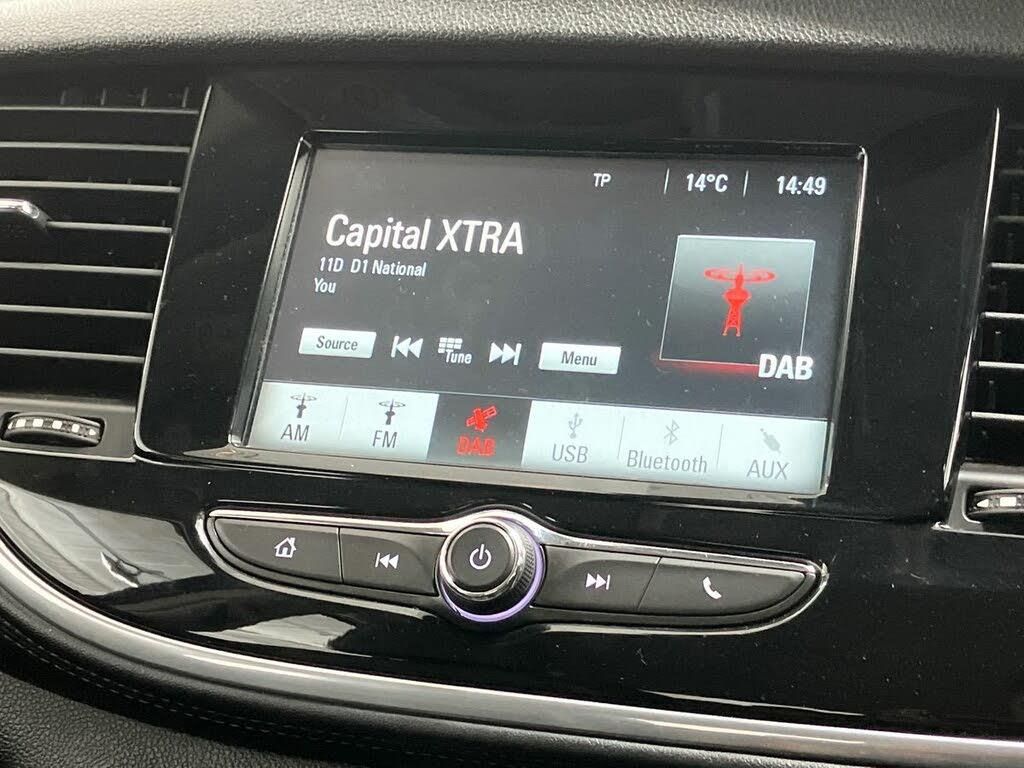 TP 14°C 14:49
Capital XTRA
11D D1 National
You
Source Tune Menu
DAB
AM FM DAB USB Bluetooth AUX